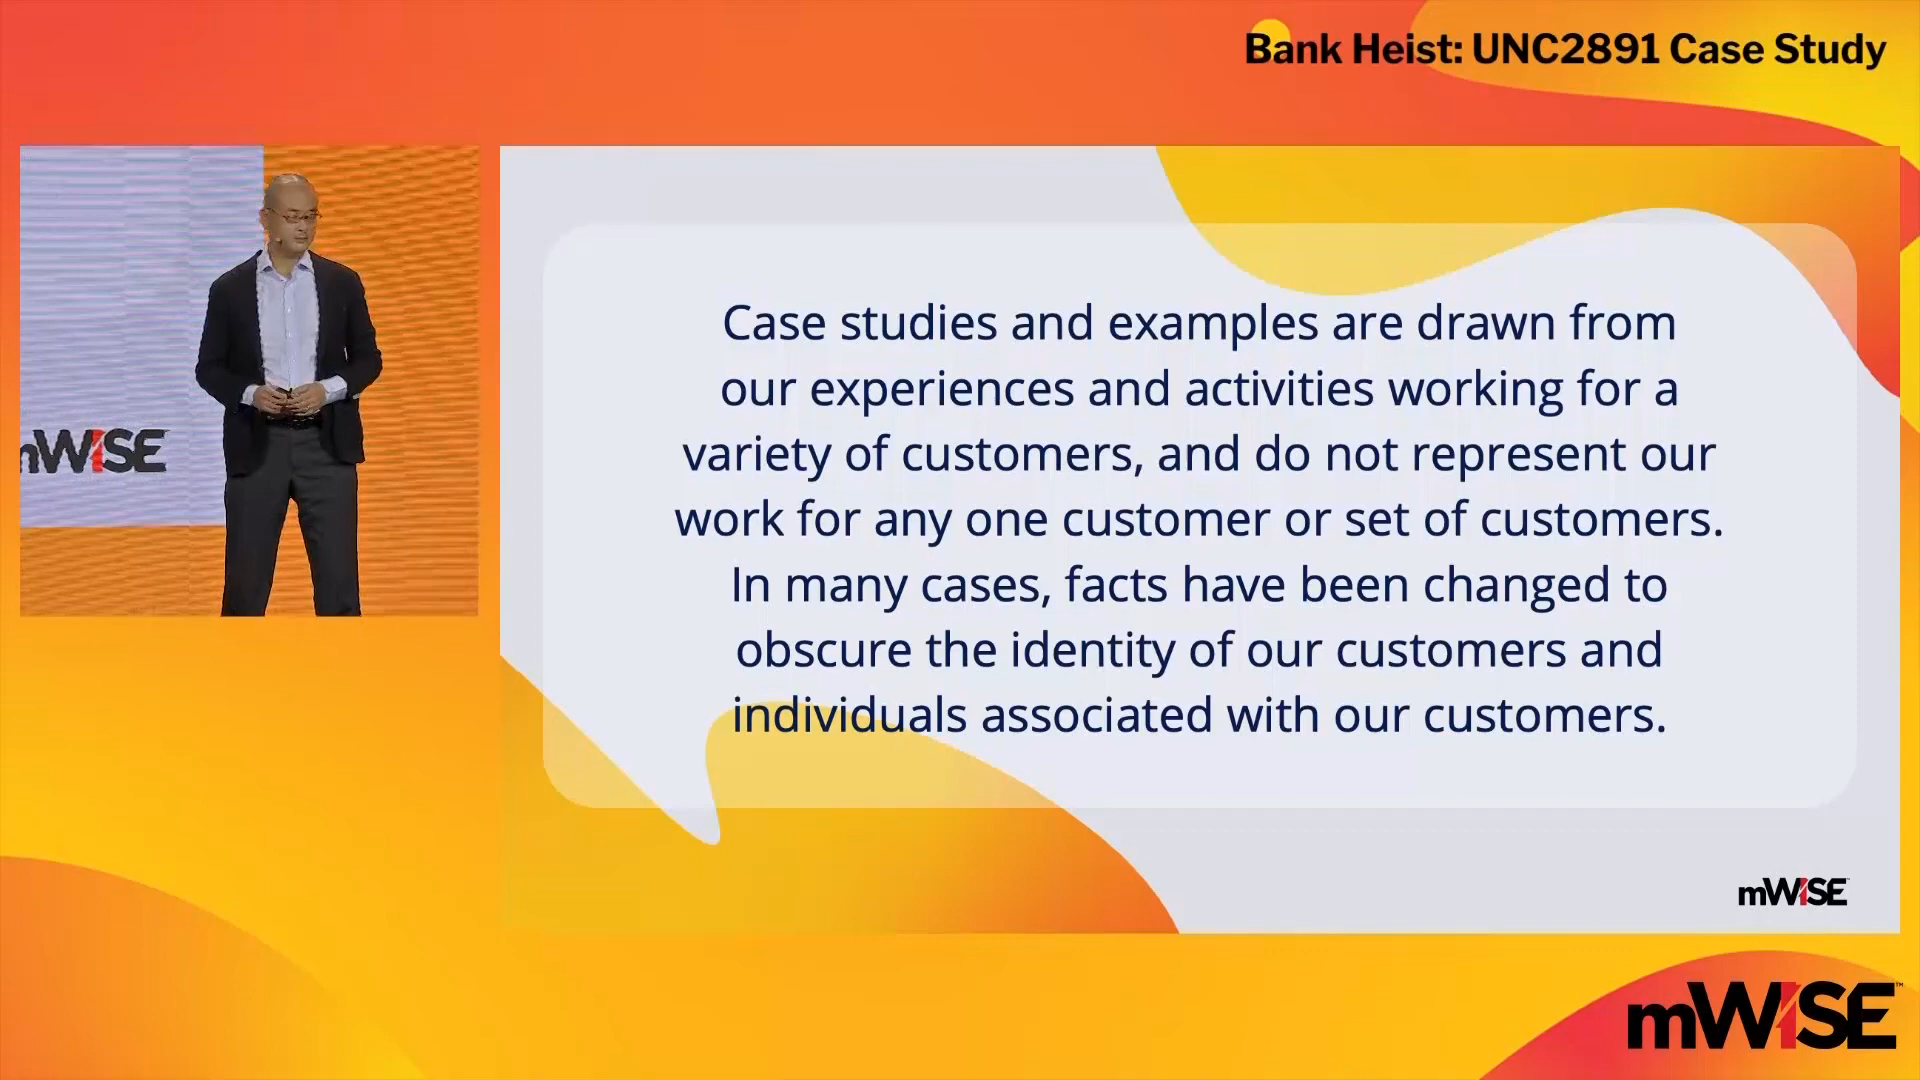 Bank Heist: UNC2891 Case Study
mWISE
Case studies and examples are drawn from
our experiences and activities working for a
variety of customers, and do not represent our
work for any one customer or set of customers.
In many cases, facts have been changed to
obscure the identity of our customers and
individuals associated with our customers.
mWISE
mWISE™